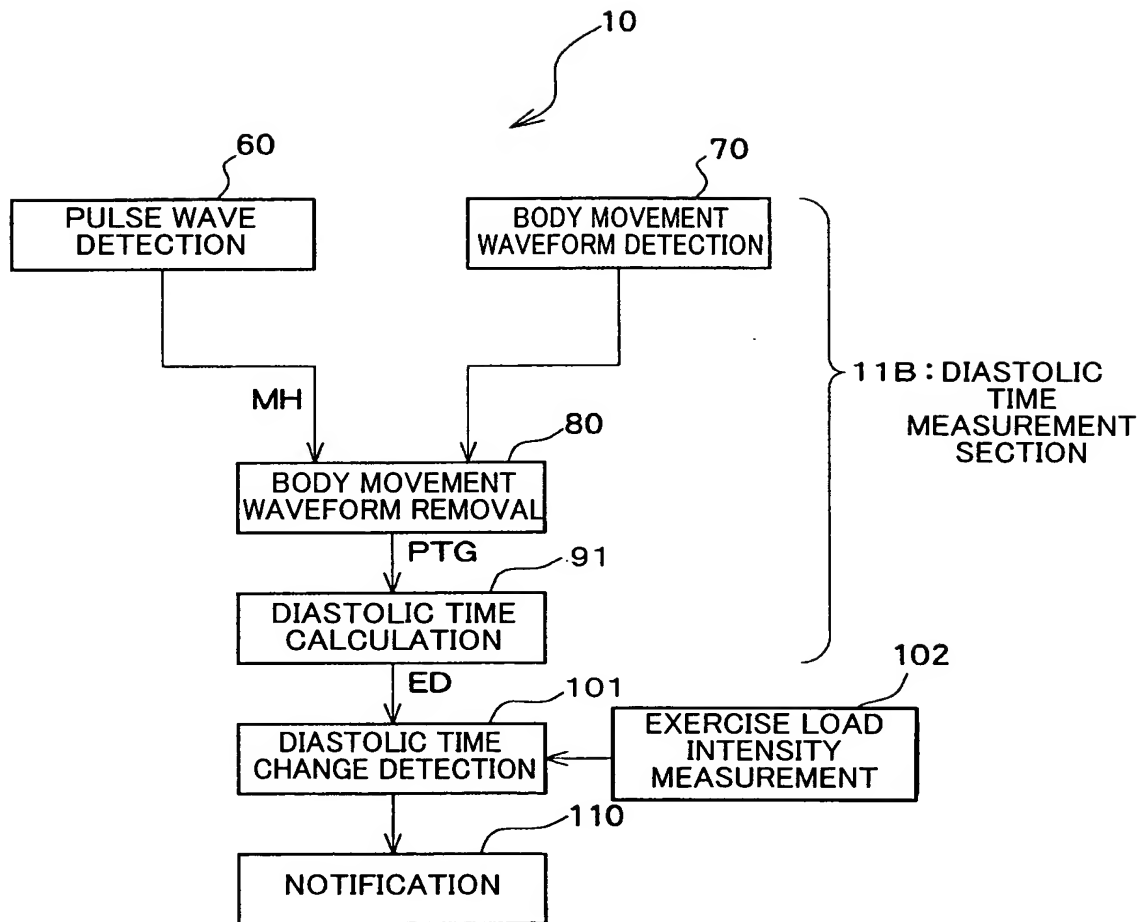 10
60
70
PULSE WAVE
DETECTION
BODY MOVEMENT
WAVEFORM DETECTION
11B : DIASTOLIC
TIME
MEASUREMENT
SECTION
MH
80
BODY MOVEMENT
WAVEFORM REMOVAL
PTG
91
DIASTOLIC TIME
CALCULATION
ED
101
102
DIASTOLIC TIME
CHANGE DETECTION
EXERCISE LOAD
INTENSITY
MEASUREMENT
110
NOTIFICATION